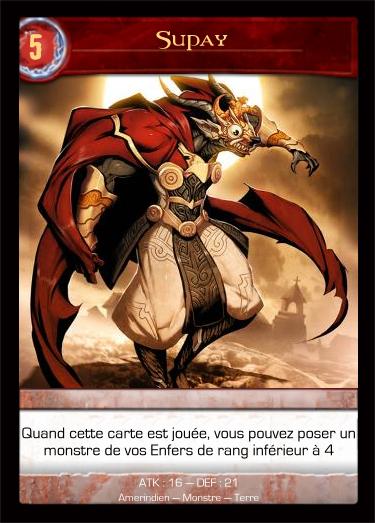 5
Supay
Quand cette carte est jouée, vous pouvez poser un
monstre de vos Enfers de rang inférieur à 4
ATK : 16 — DEF : 21
Amerindien — Monstre — Terre